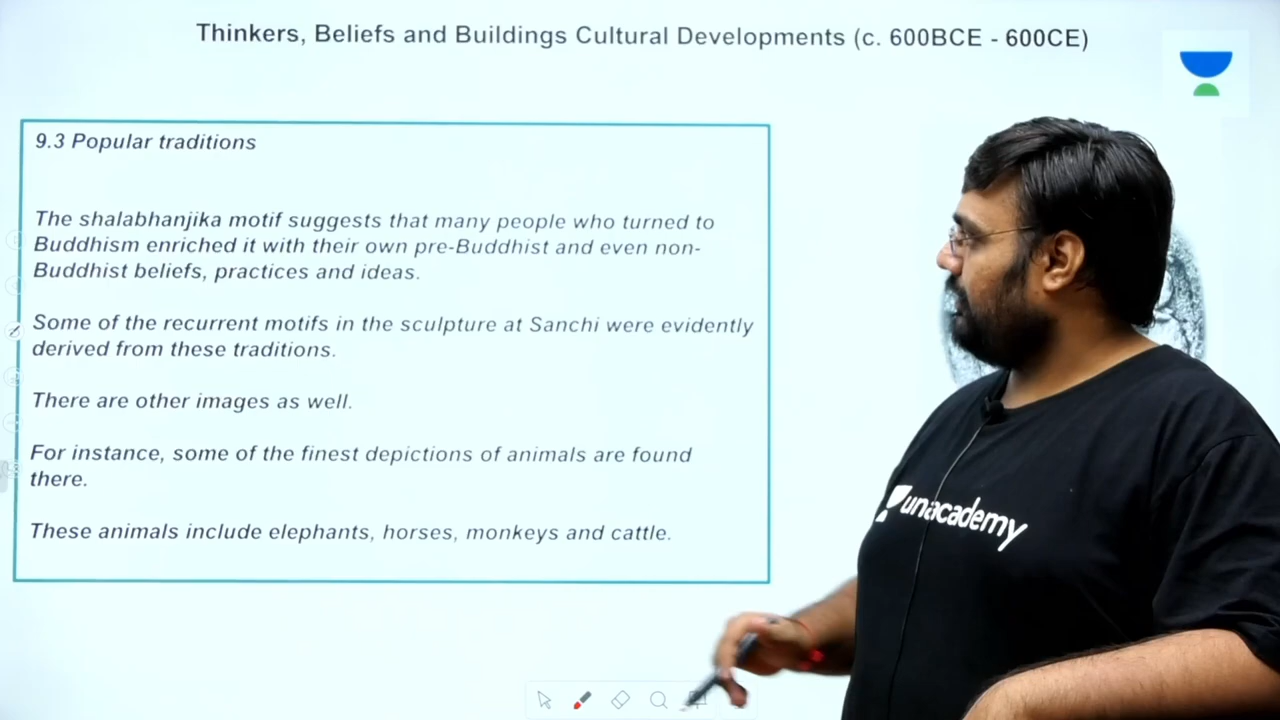 Thinkers, Beliefs and Buildings Cultural Developments (c. 600BCE - 600CE)
9.3 Popular traditions
The shalabhanjika motif suggests that many people who turned to
Buddhism enriched it with their own pre-Buddhist and even non-
Buddhist beliefs, practices and ideas.
Some of the recurrent motifs in the sculpture at Sanchi were evidently
derived from these traditions.
There are other images as well.
For instance, some of the finest depictions of animals are found
there.
These animals include elephants, horses, monkeys and cattle.
unacademy